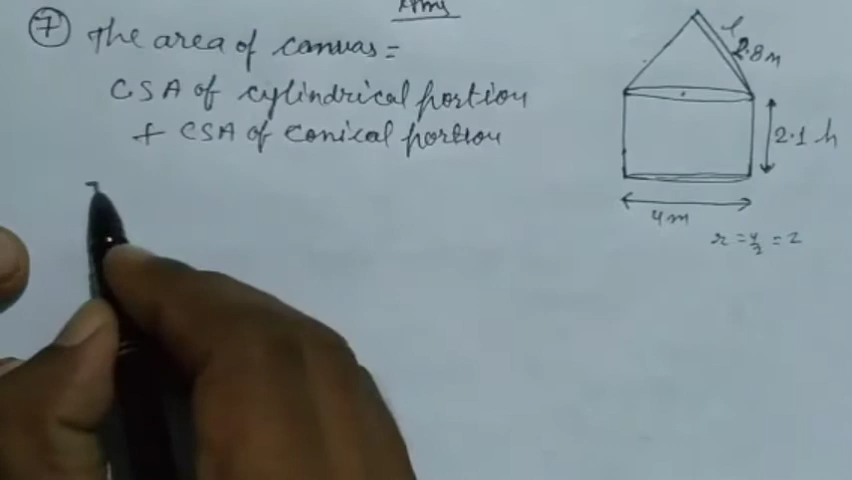 7 The area of canvas =
CSA of cylindrical portion
+ CSA of conical portion
l
2.8m
2.1 h
4m
r = 4/2 = 2